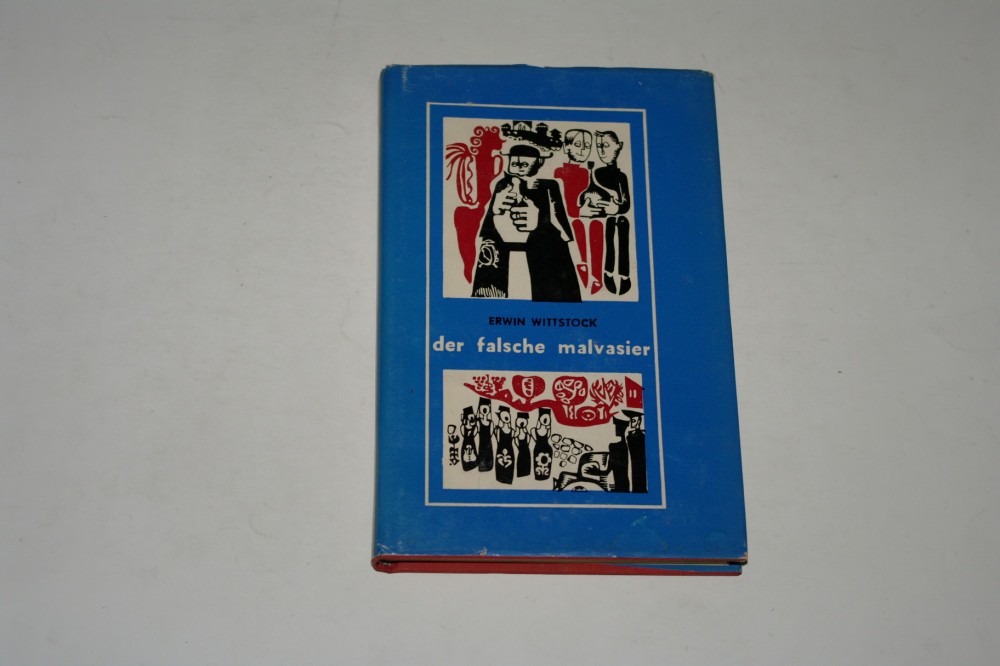 ERWIN WITTSTOCK
der falsche malvasier